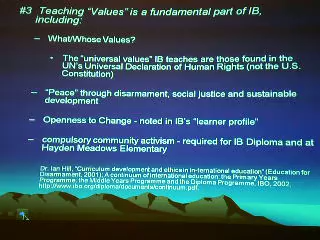 #3 Teaching "Values" is a fundamental part of IB,
including:
– What/Whose Values?
• The "universal values" IB teaches are those found in the
UN's Universal Declaration of Human Rights (not the U.S.
Constitution)
– "Peace" through disarmament, social justice and sustainable
development
– Openness to Change - noted in IB's "learner profile"
– compulsory community activism - required for IB Diploma and at
Hayden Meadows Elementary
Dr. Ian Hill, "Curriculum development and ethics in international education" (Education for
Disarmament, 2001); A continuum of international education: the Primary Years
Programme, the Middle Years Programme and the Diploma Programme, IBO, 2002,
http://www.ibo.org/diploma/documents/continuum.pdf.